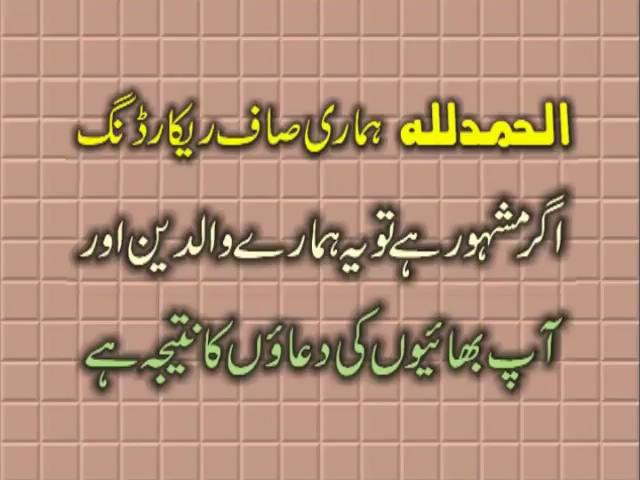 الحمدللہ ہماری صاف ریکارڈنگ
اگر مشہور ہے تو یہ ہمارے والدین اور
آپ بھائیوں کی دعاؤں کا نتیجہ ہے